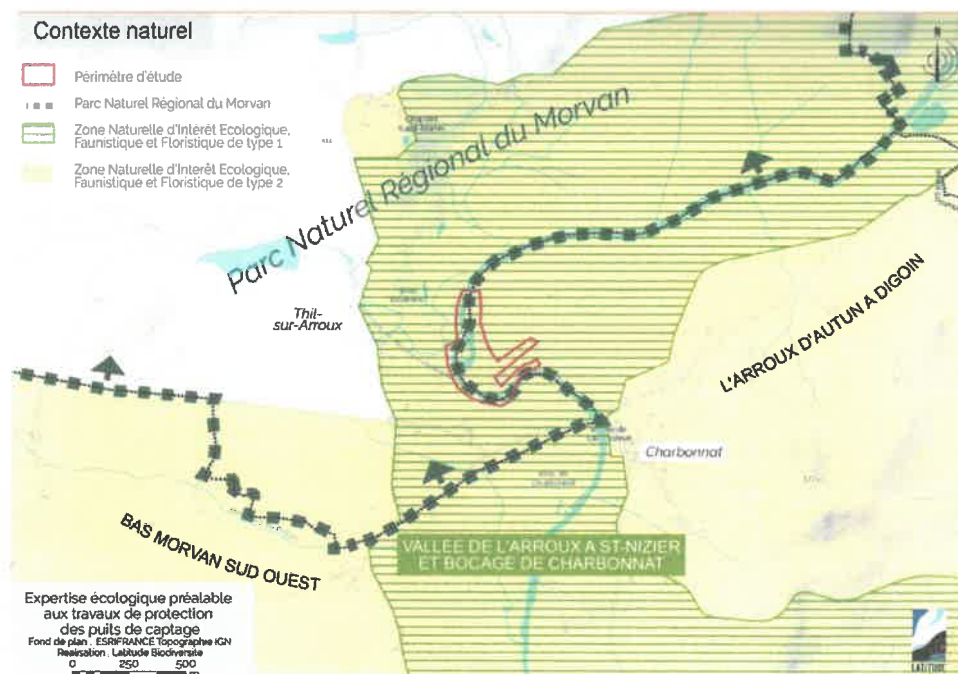 Contexte naturel
Périmètre d'étude
Parc Naturel Régional du Morvan
Zone Naturelle d'Intérêt Ecologique,
Faunistique et Floristique de type 1
Zone Naturelle d'Interêt Ecologique,
Faunistique et Floristique de type 2
Parc Naturel Régional du Morvan
Thil-
sur-Arroux
L'ARROUX D'AUTUN A DIGOIN
Charbonnat
BAS MORVAN SUD OUEST
VALLEE DE L'ARROUX A ST-NIZIER
ET BOCAGE DE CHARBONNAT
Expertise écologique préalable
aux travaux de protection
des puits de captage
Fond de plan : ESRIFRANCE Topographie IGN
Realisation : Latitude Biodiversité
0 250 500
m
LATITUDE